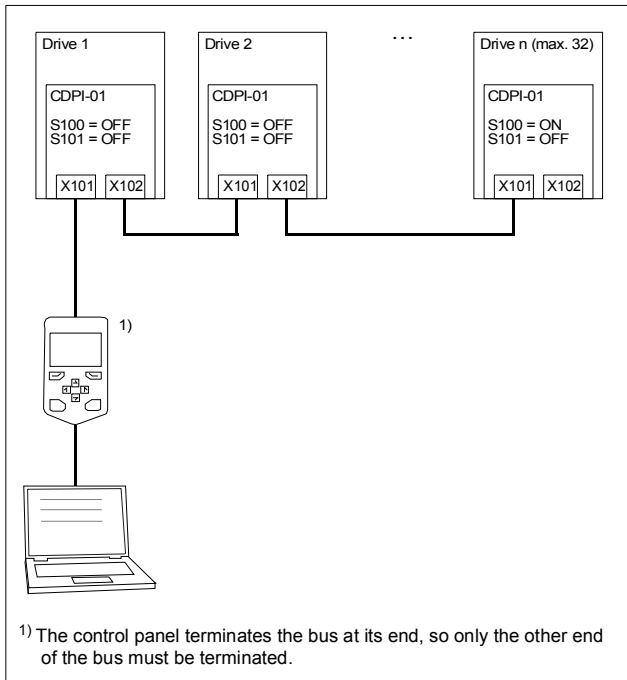 Drive 1
Drive 2
...
Drive n (max. 32)
CDPI-01
S100 = OFF
S101 = OFF
X101
X102
CDPI-01
S100 = OFF
S101 = OFF
X101
X102
CDPI-01
S100 = ON
S101 = OFF
X101
X102
1)
1) The control panel terminates the bus at its end, so only the other end
of the bus must be terminated.